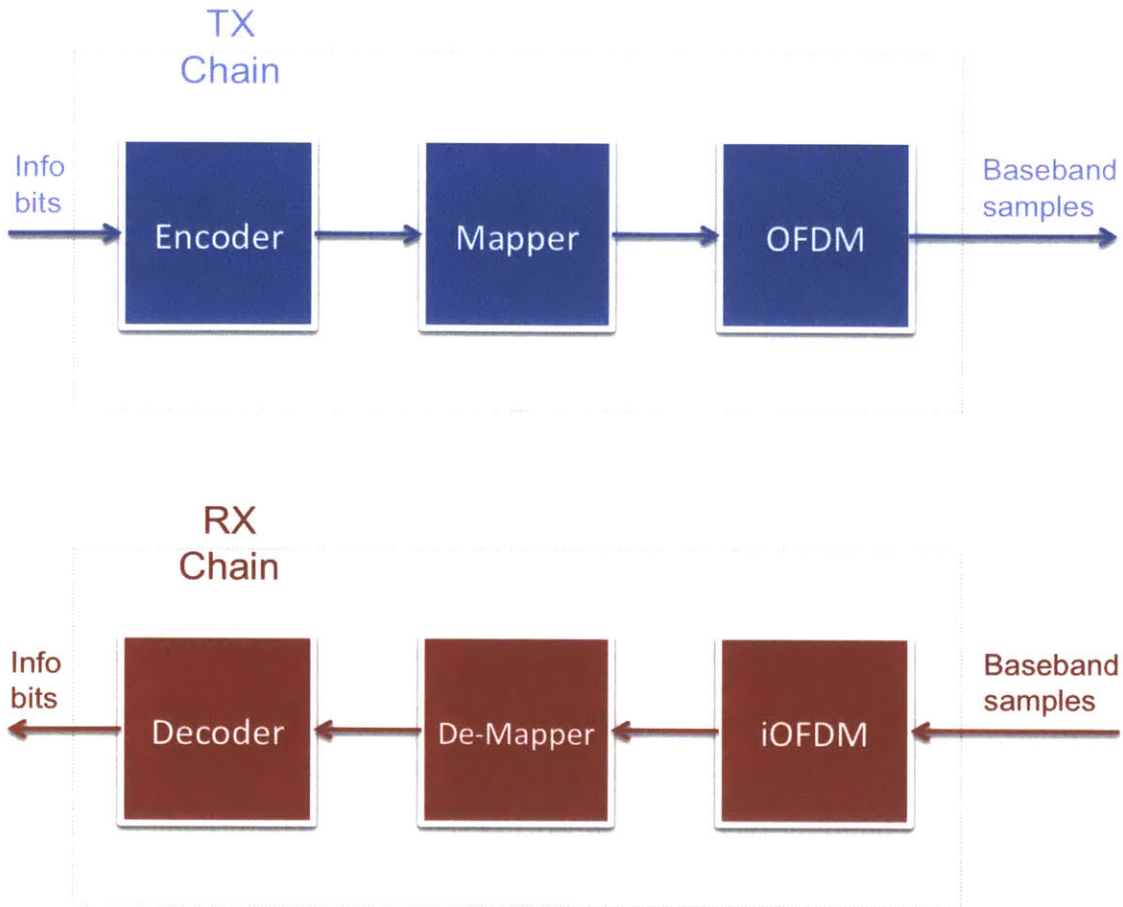 TX
Chain
Info
bits
Encoder
Mapper
OFDM
Baseband
samples
RX
Chain
Info
bits
Decoder
De-Mapper
iOFDM
Baseband
samples